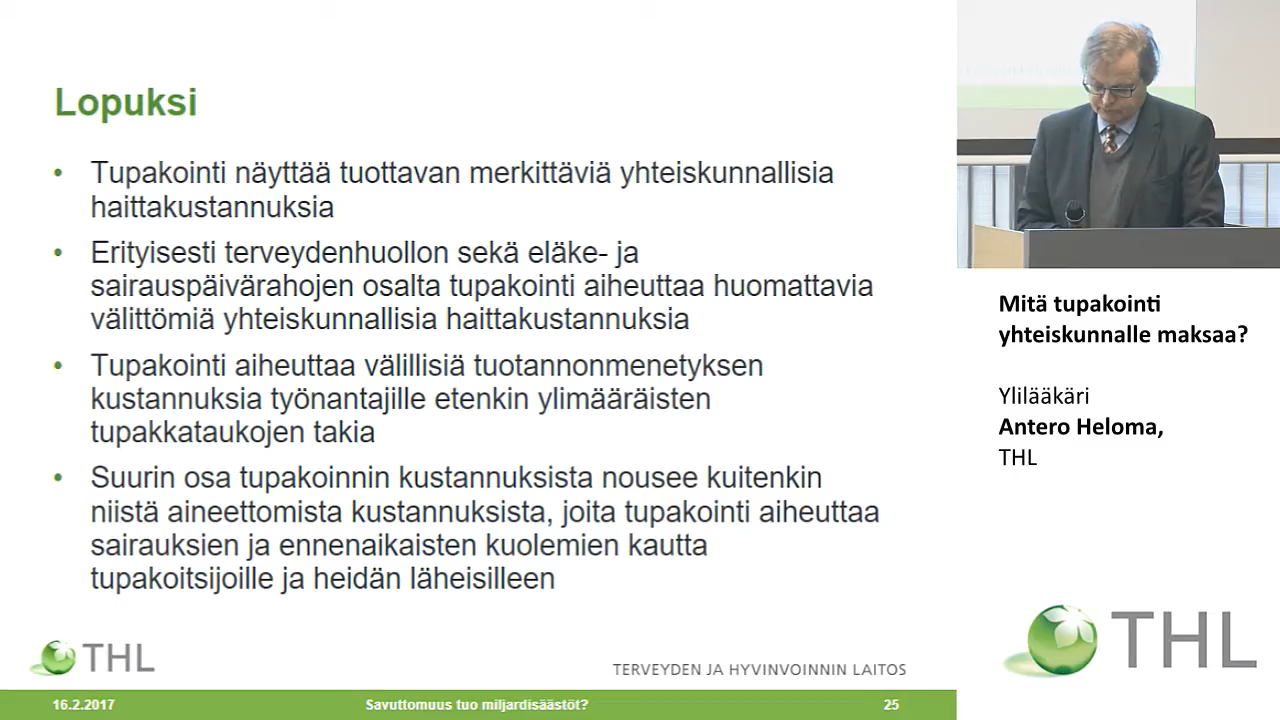 Lopuksi
• Tupakointi näyttää tuottavan merkittäviä yhteiskunnallisia
haittakustannuksia
• Erityisesti terveydenhuollon sekä eläke- ja
sairauspäivärahojen osalta tupakointi aiheuttaa huomattavia
välittömiä yhteiskunnallisia haittakustannuksia
• Tupakointi aiheuttaa välillisiä tuotannonmenetyksen
kustannuksia työnantajille etenkin ylimääräisten
tupakkataukojen takia
• Suurin osa tupakoinnin kustannuksista nousee kuitenkin
niistä aineettomista kustannuksista, joita tupakointi aiheuttaa
sairauksien ja ennenaikaisten kuolemien kautta
tupakoitsijoille ja heidän läheisilleen
THL
TERVEYDEN JA HYVINVOINNIN LAITOS
16.2.2017
Savuttomuus tuo miljardisäästöt?
25
Mitä tupakointi
yhteiskunnalle maksaa?
Ylilääkäri
Antero Heloma,
THL
THL